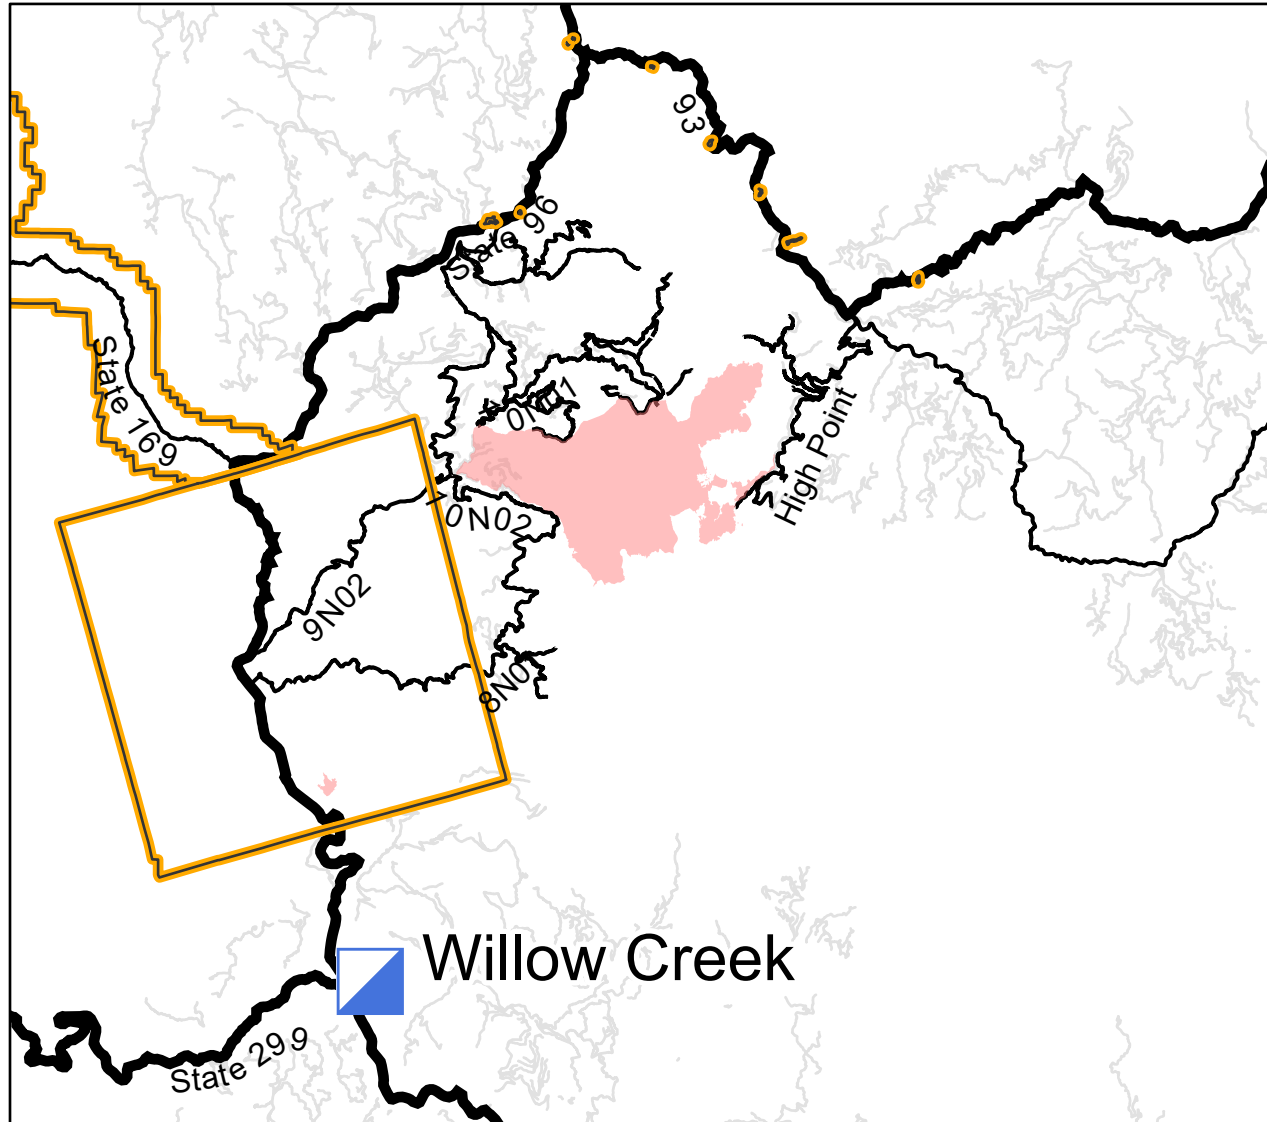 93
State 96
State 169
10N01
High Point
10N02
9N02
8N01
Willow Creek
State 299